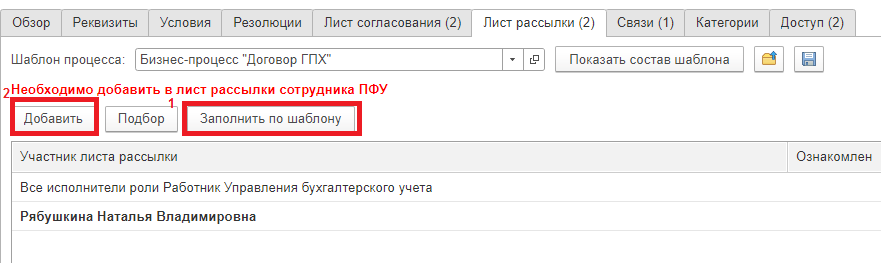 Обзор Реквизиты Условия Резолюции Лист согласования (2) Лист рассылки (2) Связи (1) Категории Доступ (2)
Шаблон процесса: Бизнес-процесс "Договор ГПХ" Показать состав шаблона
Необходимо добавить в лист рассылки сотрудника ПФУ
2 Добавить Подбор 1 Заполнить по шаблону
Участник листа рассылки Ознакомлен
Все исполнители роли Работник Управления бухгалтерского учета
Рябушкина Наталья Владимировна